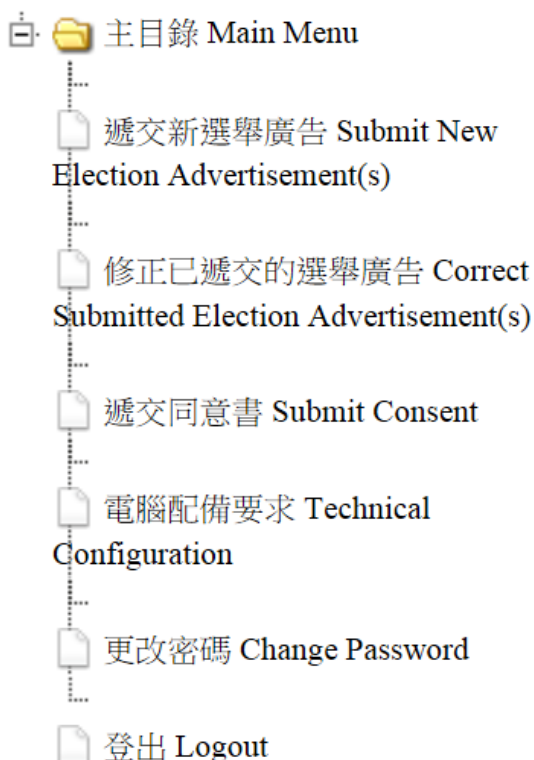 主目錄 Main Menu
遞交新選舉廣告 Submit New
Election Advertisement(s)
修正已遞交的選舉廣告 Correct
Submitted Election Advertisement(s)
遞交同意書 Submit Consent
電腦配備要求 Technical
Configuration
更改密碼 Change Password
登出 Logout